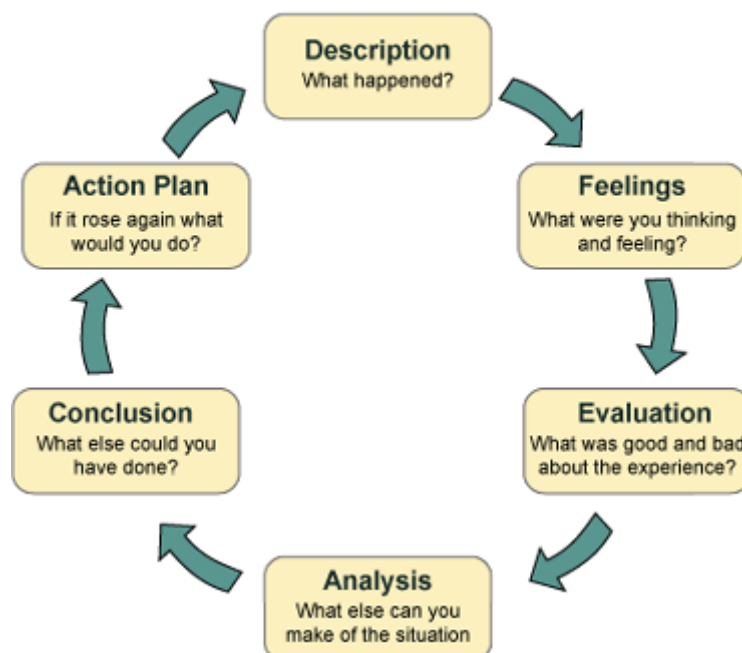 Description
What happened?
Feelings
What were you thinking
and feeling?
Evaluation
What was good and bad
about the experience?
Analysis
What else can you
make of the situation
Conclusion
What else could you
have done?
Action Plan
If it rose again what
would you do?